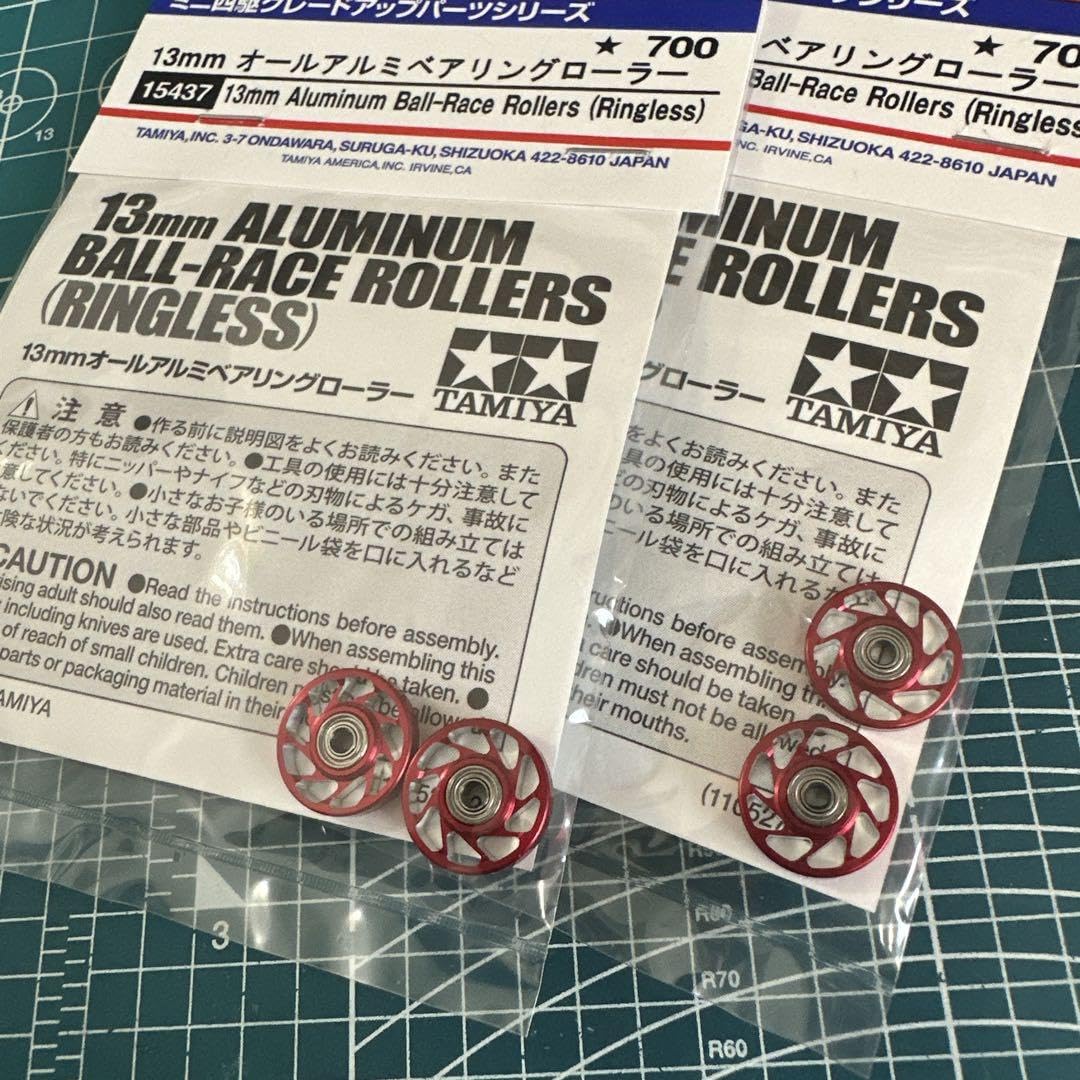 ミニ四駆グレードアップパーツシリーズ
★ 700
13mm オールアルミベアリングローラー
15437 13mm Aluminum Ball-Race Rollers (Ringless)
TAMIYA, INC. 3-7 ONDAWARA, SURUGA-KU, SHIZUOKA 422-8610 JAPAN
TAMIYA AMERICA, INC. IRVINE, CA
13mm ALUMINUM
BALL-RACE ROLLERS
(RINGLESS)
13mmオールアルミベアリングローラー
TAMIYA
注意 ●作る前に説明図をよくお読みください。また
保護者の方もお読みください。●工具の使用には十分注意して
ください。特にニッパーやナイフなどの刃物によるケガ、事故に
意してください。●小さなお子様のいる場所での組み立ては
ないでください。小さな部品やビニール袋を口に入れるなど
険な状況が考えられます。
CAUTION ●Read the instructions before assembly.
ising adult should also read them. ●When assembling this
including knives are used. Extra care should be taken. ●
of reach of small children. Children be allow
parts or packaging material in their
TAMIYA
シリーズ
★ 70
ベアリングローラー
Ball-Race Rollers (Ringless
GA-KU, SHIZUOKA 422-8610 JAPAN
NC. IRVINE, CA
MINUM
E ROLLERS
グローラー
TAMIYA
をよくお読みください。また
具の使用には十分注意して
どの刃物によるケガ、事故に
のいる場所での組み立ては
ニール袋を口に入れるな
uctions before assembly.
●When assembling th
care should be taken.
dren must not be allowed
heir mouths.
(110
13
3
R80
R70
R60